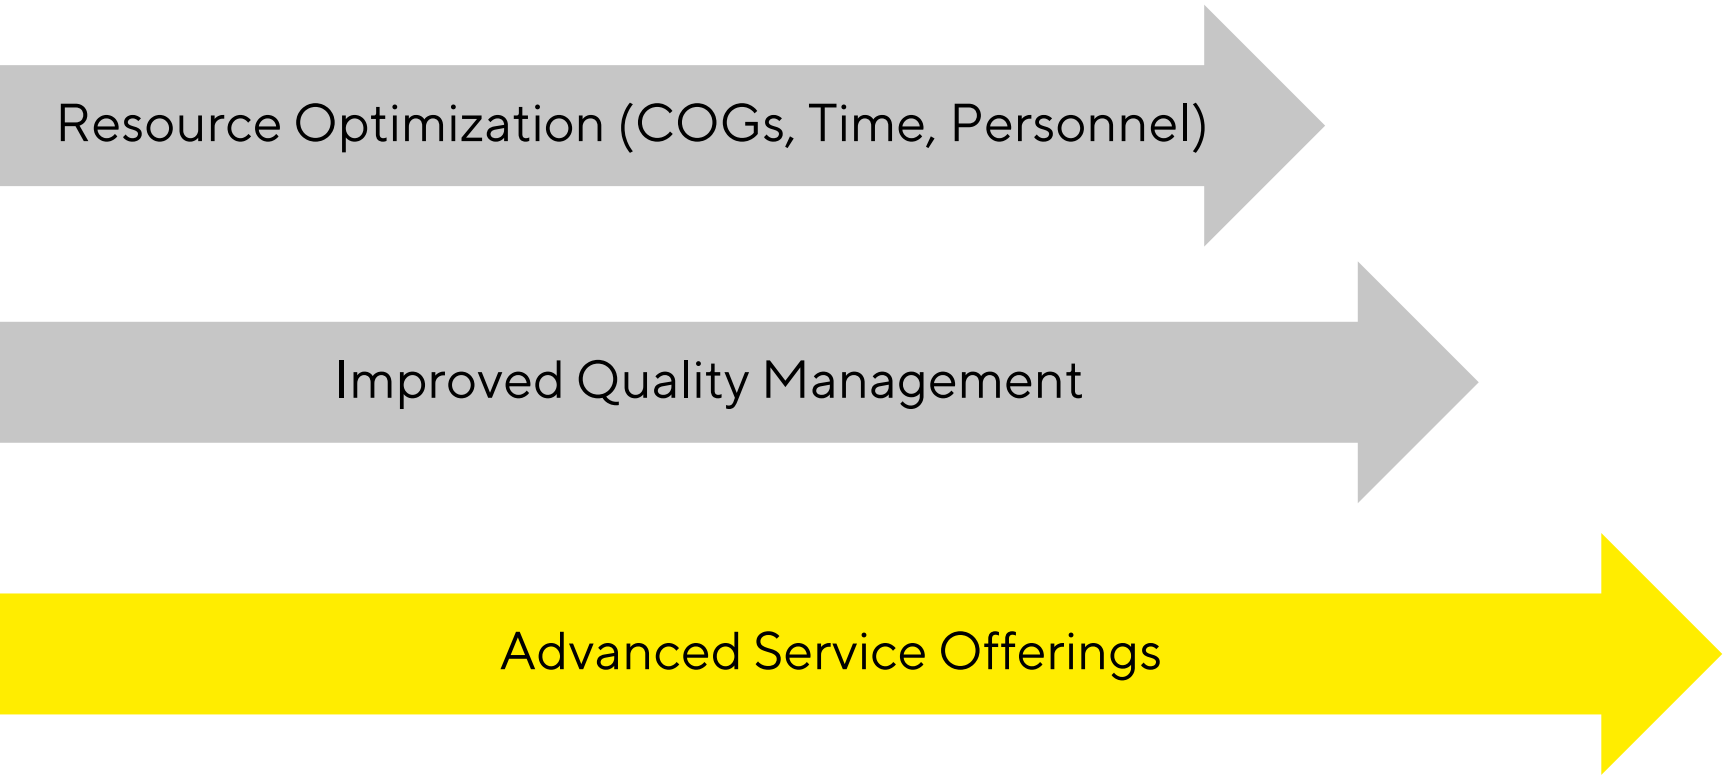 Resource Optimization (COGs, Time, Personnel)
Improved Quality Management
Advanced Service Offerings